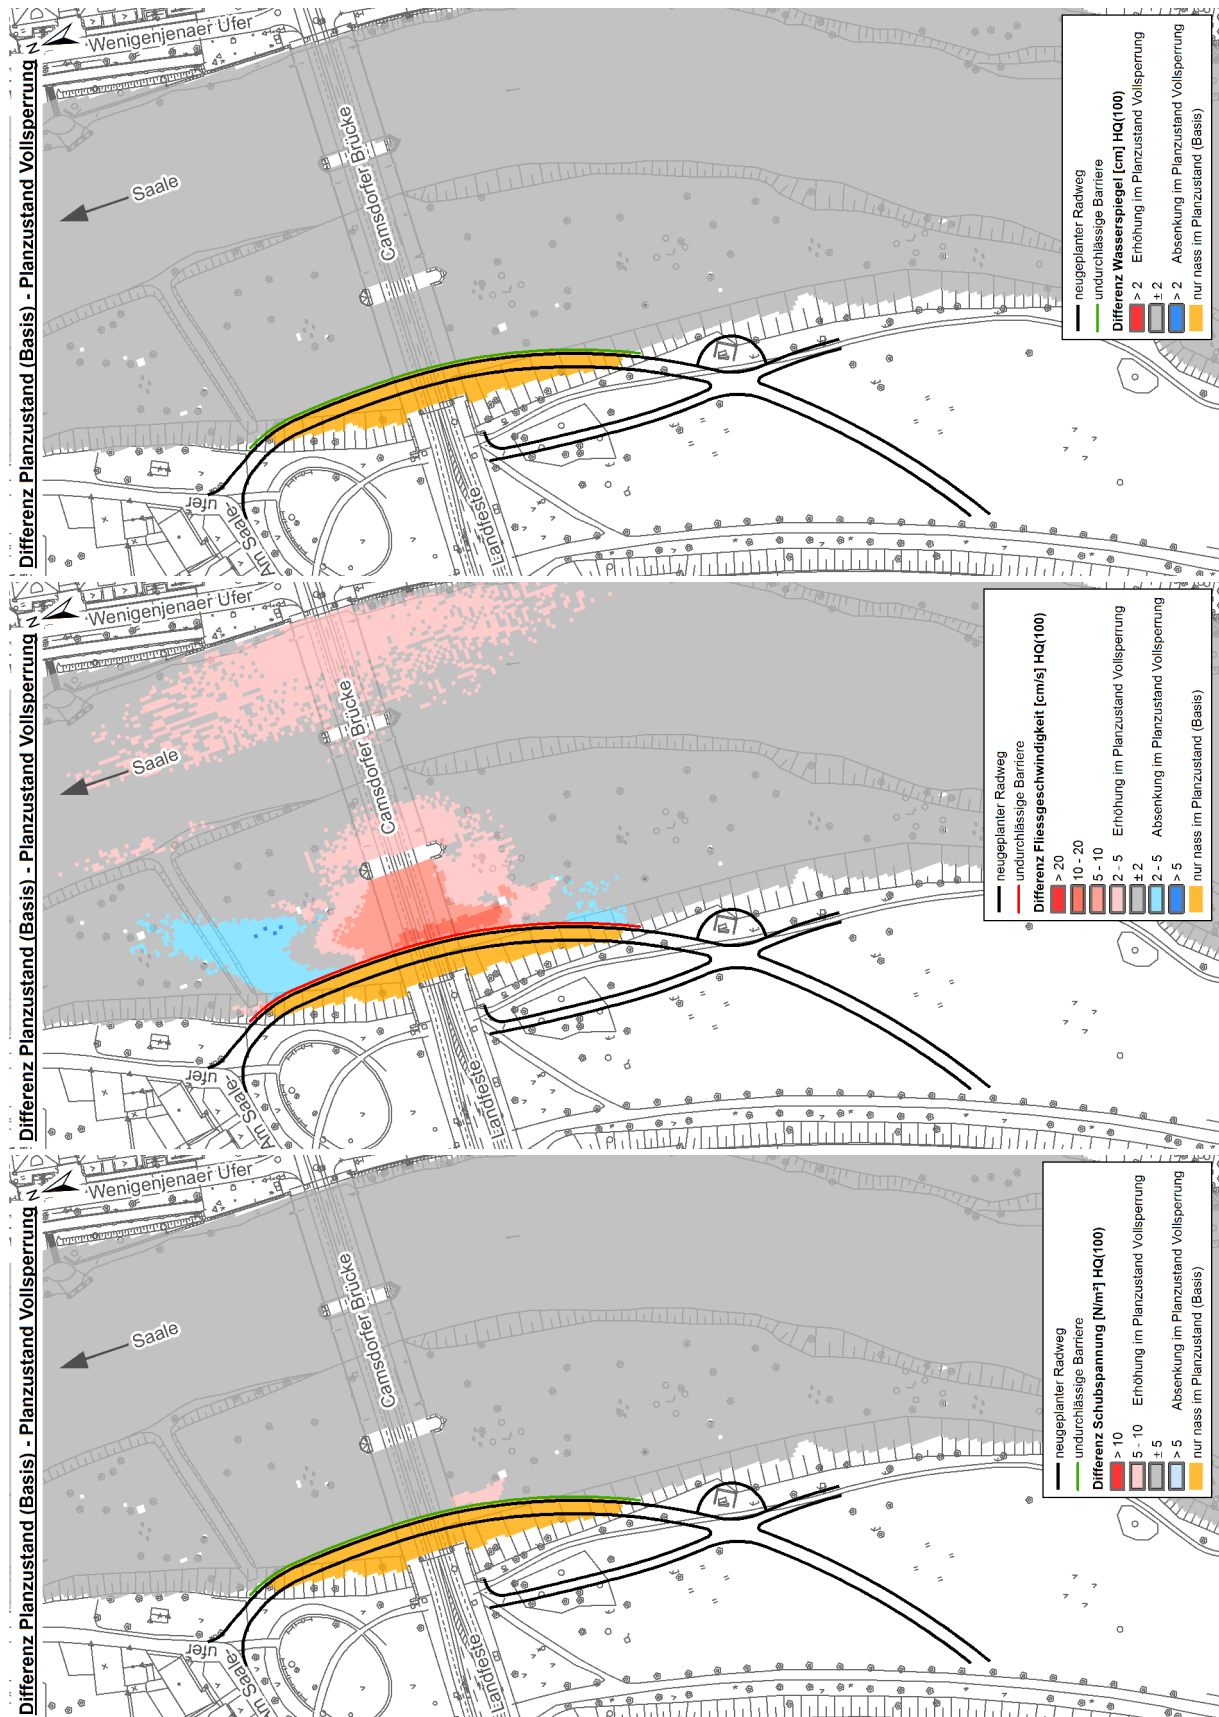 Differenz Planzustand (Basis) - Planzustand Vollsperrung
N
Wenigenjenaer Ufer
Saale
Camsdorfer Brücke
Landfeste
Am Saale-
ufer
neugeplanter Radweg
undurchlässige Barriere
Differenz Wasserspiegel [cm] HQ(100)
> 2 Erhöhung im Planzustand Vollsperrung
± 2
> 2 Absenkung im Planzustand Vollsperrung
nur nass im Planzustand (Basis)
Differenz Planzustand (Basis) - Planzustand Vollsperrung
N
Wenigenjenaer Ufer
Saale
Camsdorfer Brücke
Landfeste
Am Saale-
ufer
neugeplanter Radweg
undurchlässige Barriere
Differenz Fliessgeschwindigkeit [cm/s] HQ(100)
> 20
10 - 20
5 - 10
2 - 5 Erhöhung im Planzustand Vollsperrung
± 2
2 - 5 Absenkung im Planzustand Vollsperrung
> 5
nur nass im Planzustand (Basis)
Differenz Planzustand (Basis) - Planzustand Vollsperrung
N
Wenigenjenaer Ufer
Saale
Camsdorfer Brücke
Landfeste
Am Saale-
ufer
neugeplanter Radweg
undurchlässige Barriere
Differenz Schubspannung [N/m²] HQ(100)
> 10
5 - 10 Erhöhung im Planzustand Vollsperrung
± 5
> 5 Absenkung im Planzustand Vollsperrung
nur nass im Planzustand (Basis)